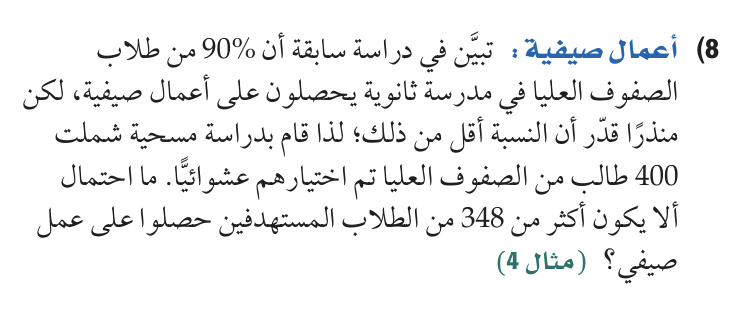 8) أعمال صيفية : تبيَّن في دراسة سابقة أن 90% من طلاب
الصفوف العليا في مدرسة ثانوية يحصلون على أعمال صيفية، لكن
منذرًا قدّر أن النسبة أقل من ذلك؛ لذا قام بدراسة مسحية شملت
400 طالب من الصفوف العليا تم اختيارهم عشوائيًّا. ما احتمال
ألا يكون أكثر من 348 من الطلاب المستهدفين حصلوا على عمل
صيفي؟ (مثال 4)